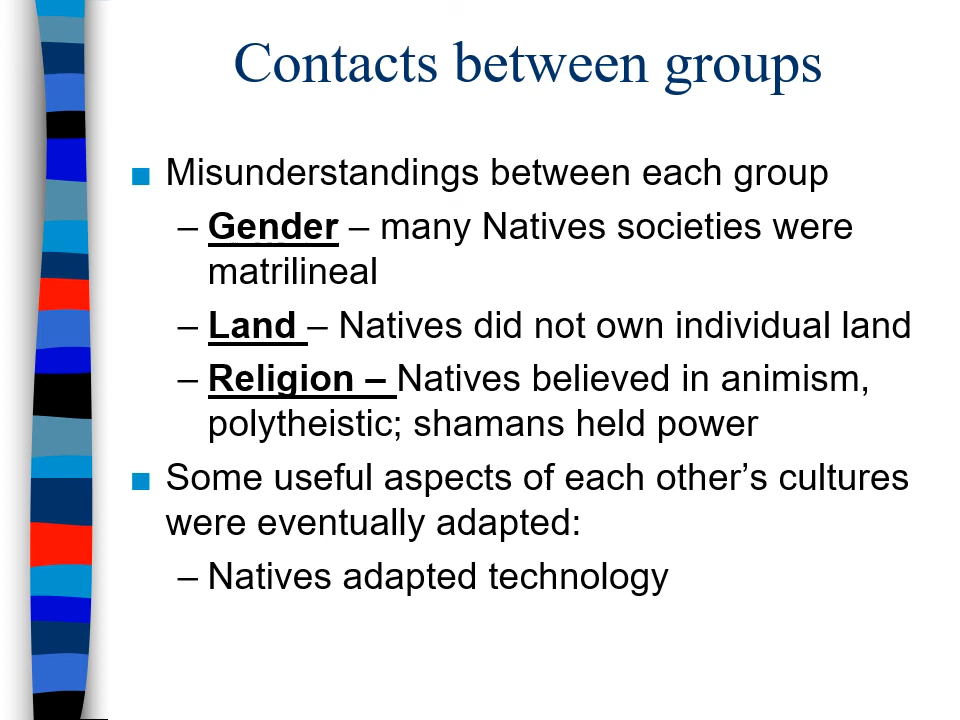 Contacts between groups
■ Misunderstandings between each group
– Gender – many Natives societies were
matrilineal
– Land – Natives did not own individual land
– Religion – Natives believed in animism,
polytheistic; shamans held power
■ Some useful aspects of each other’s cultures
were eventually adapted:
– Natives adapted technology